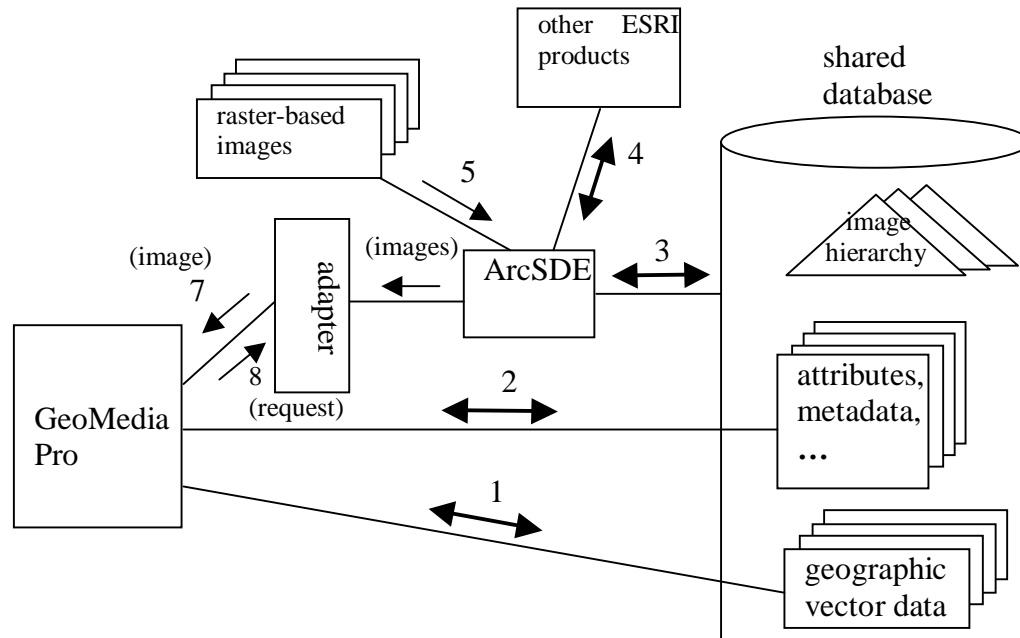 other ESRI
products
shared
database
raster-based
images
5
4
image
hierarchy
(images)
3
ArcSDE
(image)
7
adapter
8
(request)
2
attributes,
metadata,
...
GeoMedia
Pro
1
geographic
vector data